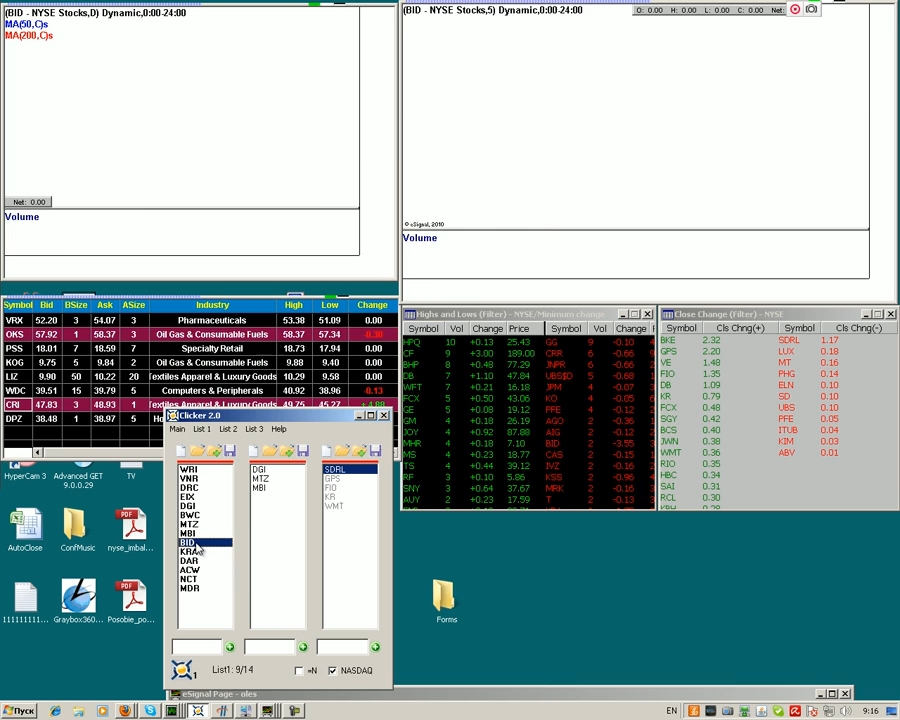 (BID - NYSE Stocks,D) Dynamic,0:00-24:00
MA(50,C)s
MA(200,C)s
Net: 0.00
Volume
(BID - NYSE Stocks,5) Dynamic,0:00-24:00
O: 0.00 H: 0.00 L: 0.00 C: 0.00 Net:
© eSignal, 2010
Volume
Symbol Bid BSize Ask ASize Industry High Low Change
VRX 52.20 3 54.07 3 Pharmaceuticals 53.38 51.09 0.00
OKS 57.92 1 58.37 3 Oil Gas & Consumable Fuels 58.37 57.34 -0.30
PSS 18.01 7 18.59 7 Specialty Retail 18.73 17.94 0.00
KOG 9.75 5 9.84 2 Oil Gas & Consumable Fuels 9.88 9.40 0.00
LIZ 9.90 50 10.22 20 Textiles Apparel & Luxury Goods 10.29 9.58 0.00
WDC 39.51 15 39.79 5 Computers & Peripherals 40.92 38.96 -0.13
CRI 47.83 3 48.93 1 Textiles Apparel & Luxury Goods 49.75 45.27 +4.88
DPZ 38.48 1 38.97 5
Highs and Lows (Filter) - NYSE/Minimum change
Symbol Vol Change Price Symbol Vol Change
HPQ 10 +0.13 25.43 GG 9 -0.10
CF 9 +3.00 189.00 CRR 6 -0.66
BHP 8 +0.48 77.29 JNPR 6 -0.66
DB 7 +1.10 47.84 UBS$D 5 -0.68
WFT 7 +0.21 16.18 JPM 4 -0.07
FCX 5 +0.50 43.06 KO 4 -0.05
GE 5 +0.08 19.12 PFE 4 -0.12
GM 4 +0.18 26.19 AGO 2 -0.36
JOY 4 +0.92 87.88 AIG 2 -0.12
MHR 4 +0.18 7.10 BID 2 -3.55
MS 4 +0.23 18.77 CAS 2 -0.15
TX 4 +0.44 39.12 IVZ 2 -0.16
RF 3 +0.10 5.86 KSS 2 -0.96
SNY 3 +0.64 37.67 MRK 2 -0.16
AUY 2 +0.23 17.59 T 2 -0.13
Close Change (Filter) - NYSE
Symbol Cls Chng(+) Symbol Cls Chng(-)
BKE 2.32 SDRL 1.17
GPS 2.20 LUX 0.18
VE 1.48 MT 0.16
FIO 1.35 PHG 0.14
DB 1.09 ELN 0.10
KR 0.79 SD 0.10
FCX 0.48 UBS 0.10
BCS 0.40 ITUB 0.04
JWN 0.38 KIM 0.03
WMT 0.36 ABV 0.01
RIO 0.35
HBC 0.34
SAI 0.31
RCL 0.30
SGY 0.42 PFE 0.05
Clicker 2.0
Main List 1 List 2 List 3 Help
WRI DGI SDRL
VNR MTZ GPS
DRC MBI FIO
EIX KR
DGI WMT
BWC
MTZ
MBI
BID
KRA
DAR
ACW
NCT
MDR
List1: 9/14 =N NASDAQ
HyperCam 3
Advanced GET 9.0.0.29
TV
AutoClose
ConfMusic
nyse_imbal...
11111111...
Graybox360...
Posobie_po...
Forms
eSignal Page - oles
Пуск
EN
9:16